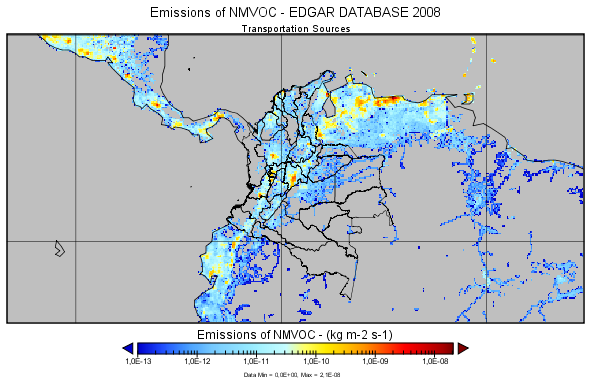 Emissions of NMVOC - EDGAR DATABASE 2008
Transportation Sources
Emissions of NMVOC - (kg m-2 s-1)
1,0E-13 1,0E-12 1,0E-11 1,0E-10 1,0E-09 1,0E-08
Data Min = 0,0E+00, Max = 2,1E-08